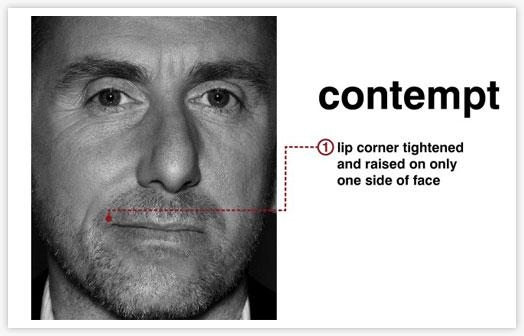 contempt
1 lip corner tightened
and raised on only
one side of face